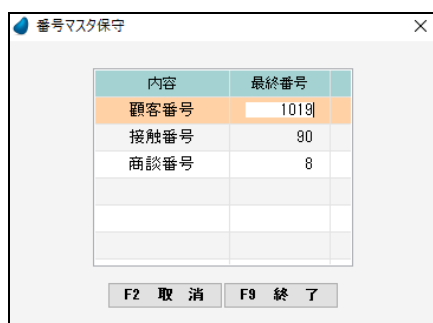 番号マスタ保守
内容 最終番号
顧客番号 1019
接触番号 90
商談番号 8
F2 取 消 F9 終 了